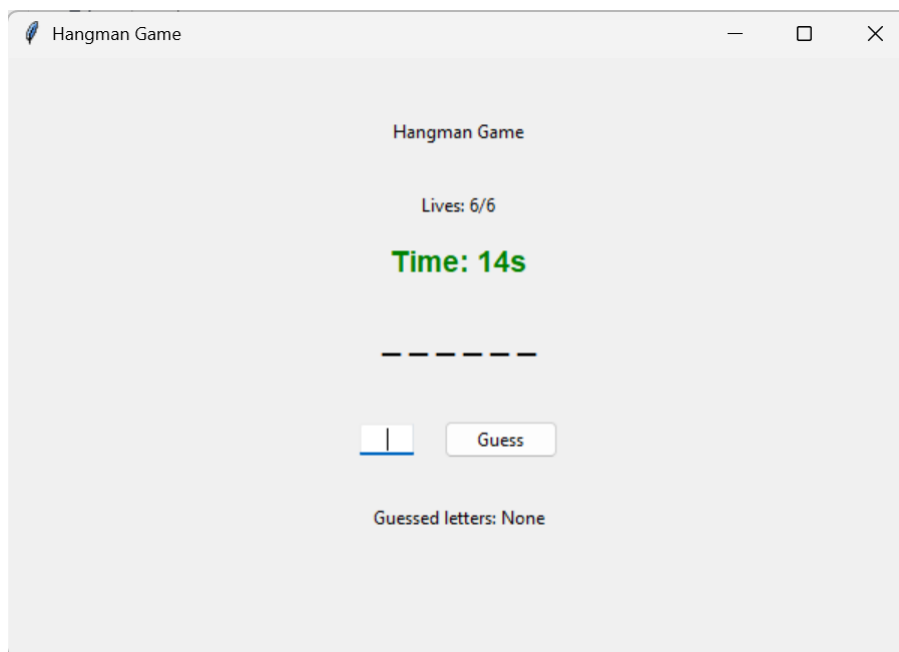 Hangman Game
Hangman Game
Lives: 6/6
Time: 14s
_ _ _ _ _ _
Guess
Guessed letters: None